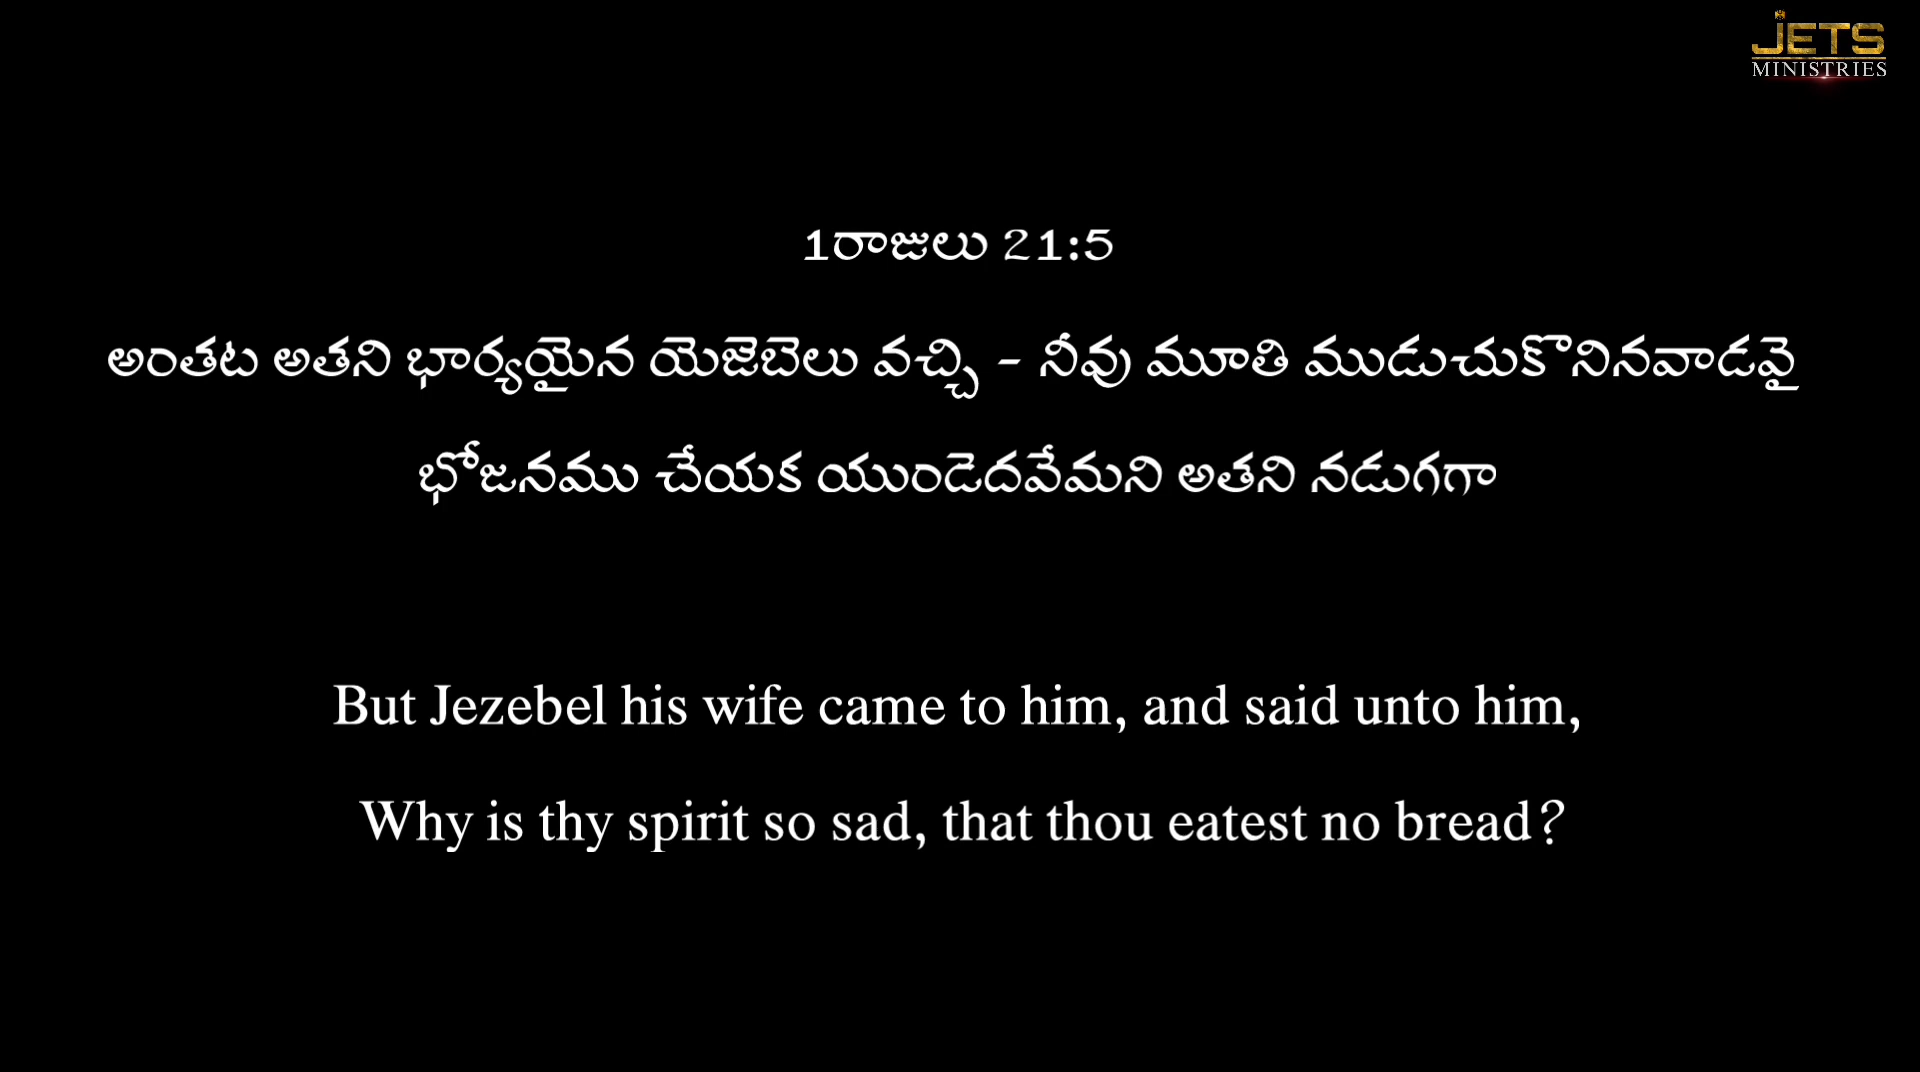 JETS
MINISTRIES
1రాజులు 21:5
అంతట అతని భార్యయైన యెజెబెలు వచ్చి - నీవు మూతి ముడుచుకొనినవాడవై
భోజనము చేయక యుండెదవేమని అతని నడుగగా
But Jezebel his wife came to him, and said unto him,
Why is thy spirit so sad, that thou eatest no bread?